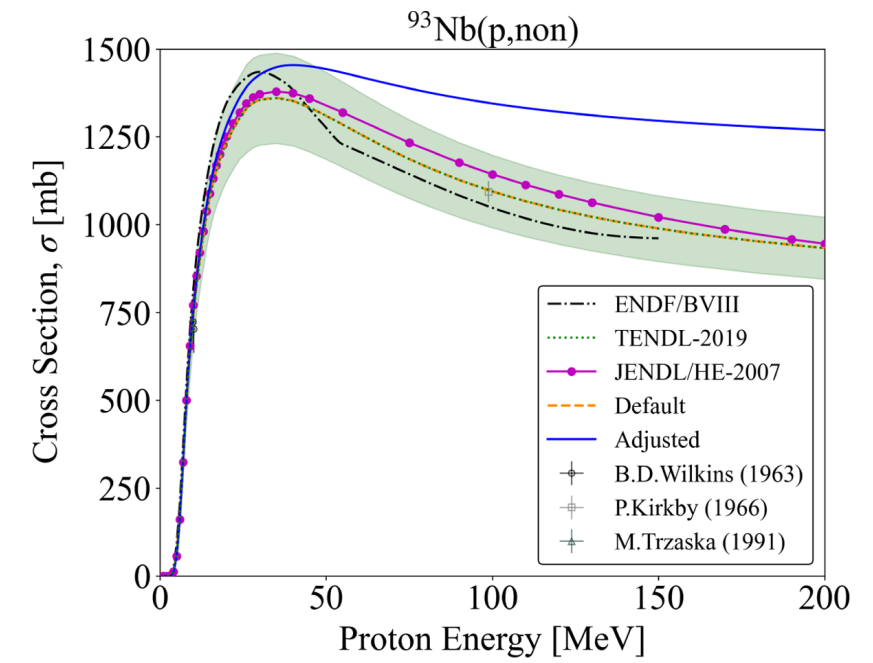 ⁹³Nb(p,non)
Cross Section, σ [mb]
1500
1250
1000
750
500
250
0
0 50 100 150 200
Proton Energy [MeV]
ENDF/BVIII
TENDL-2019
JENDL/HE-2007
Default
Adjusted
B.D.Wilkins (1963)
P.Kirkby (1966)
M.Trzaska (1991)